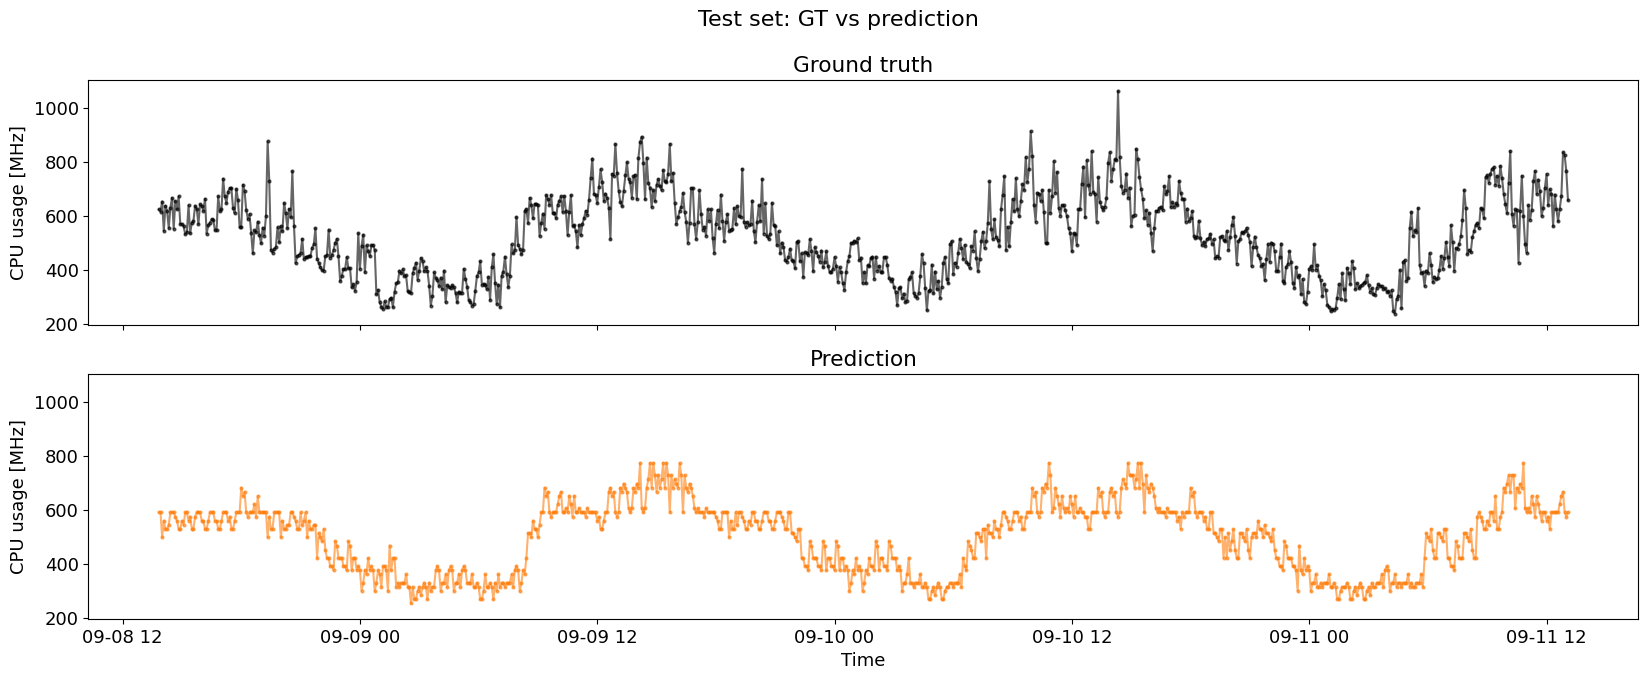 Test set: GT vs prediction
Ground truth
CPU usage [MHz]
1000
800
600
400
200
Prediction
CPU usage [MHz]
1000
800
600
400
200
09-08 12 09-09 00 09-09 12 09-10 00 09-10 12 09-11 00 09-11 12
Time